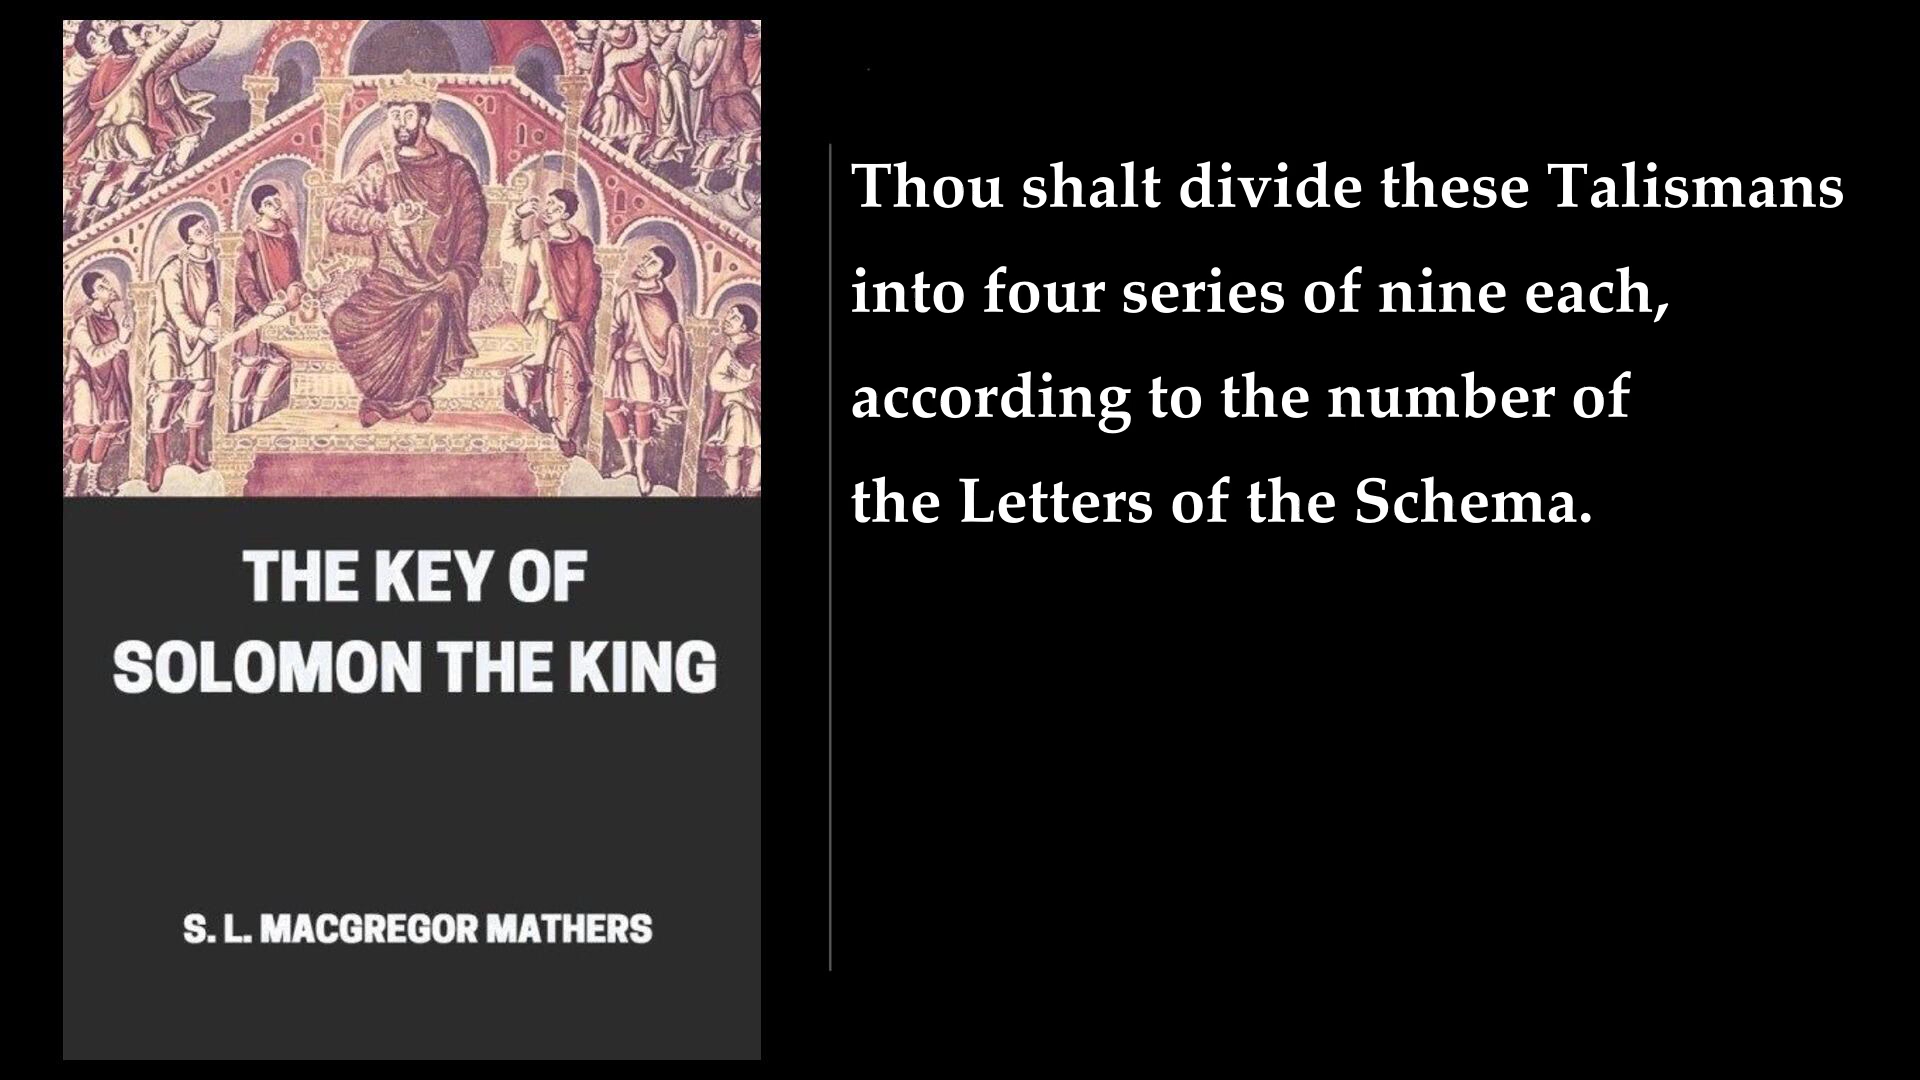 THE KEY OF
SOLOMON THE KING
S. L. MACGREGOR MATHERS
Thou shalt divide these Talismans
into four series of nine each,
according to the number of
the Letters of the Schema.